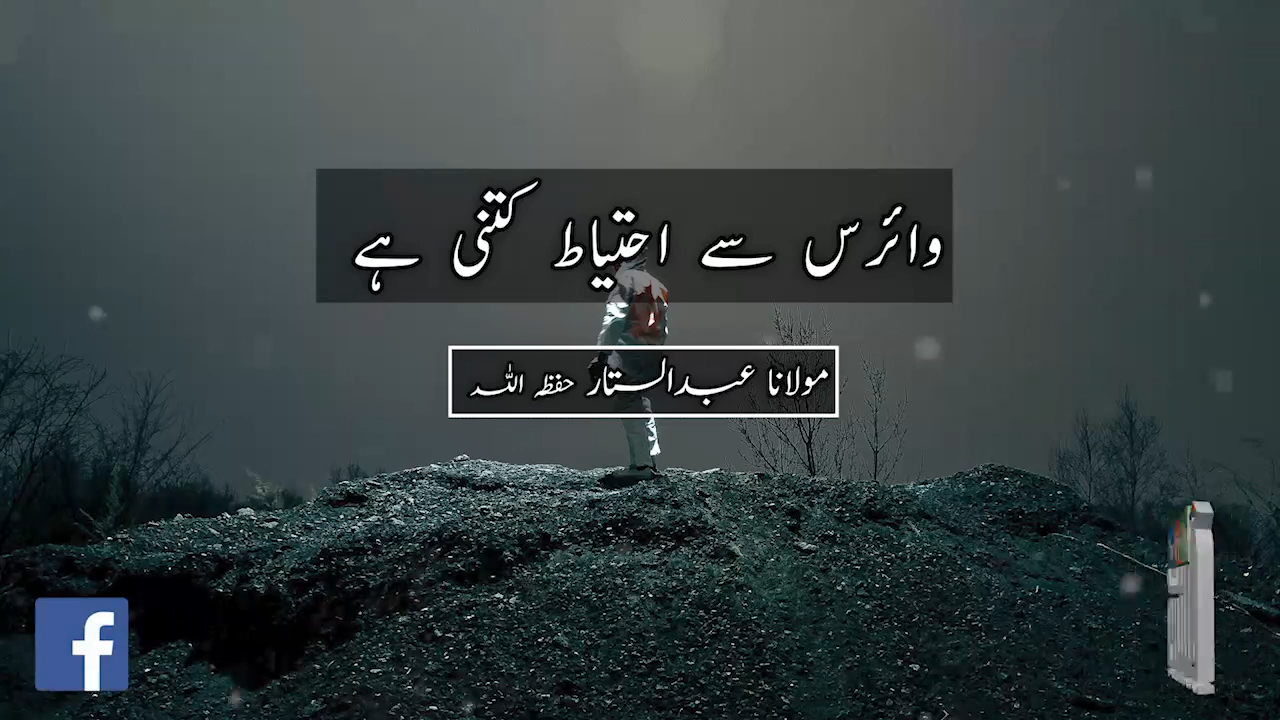 وائرس سے احتیاط کتنی ہے
مولانا عبدالستار حفظہ اللہ